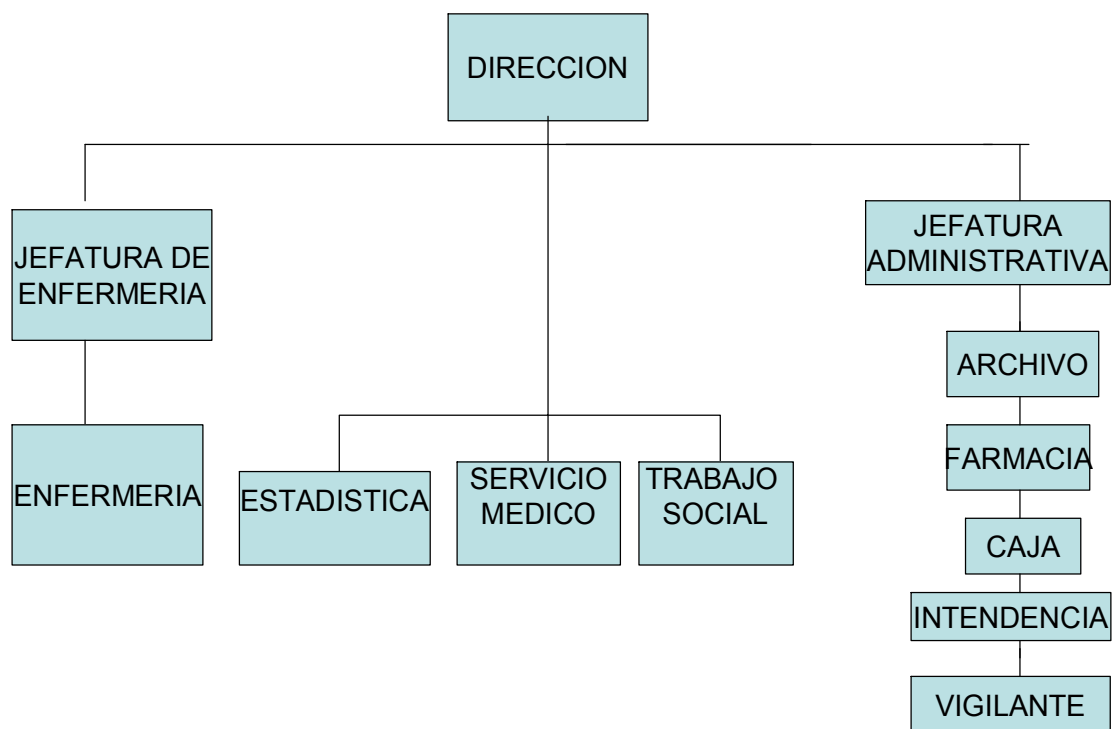 DIRECCION
JEFATURA DE
ENFERMERIA
JEFATURA
ADMINISTRATIVA
ARCHIVO
FARMACIA
ENFERMERIA
ESTADISTICA
SERVICIO
MEDICO
TRABAJO
SOCIAL
CAJA
INTENDENCIA
VIGILANTE